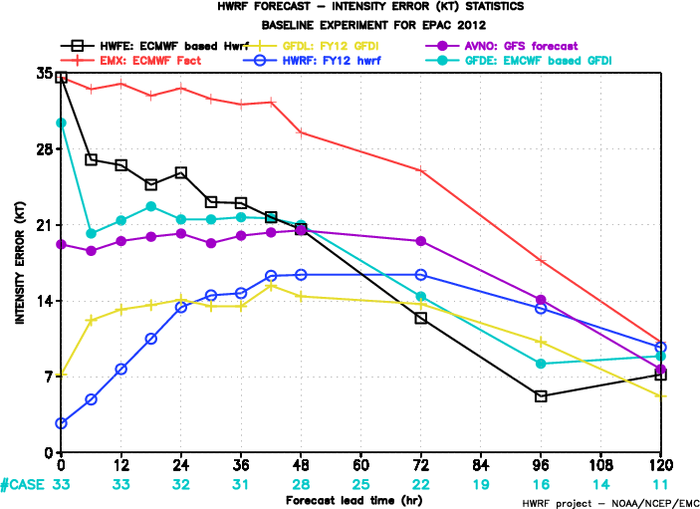 HWRF FORECAST – INTENSITY ERROR (KT) STATISTICS
BASELINE EXPERIMENT FOR EPAC 2012
HWFE: ECMWF based Hwrf GFDL: FY12 GFDl AVNO: GFS forecast
EMX: ECMWF Fsct HWRF: FY12 hwrf GFDE: EMCWF based GFDl
35
28
21
14
7
0
INTENSITY ERROR (KT)
0 12 24 36 48 60 72 84 96 108 120
#CASE 33 33 32 31 28 25 22 19 16 14 11
Forecast lead time (hr)
HWRF project – NOAA/NCEP/EMC